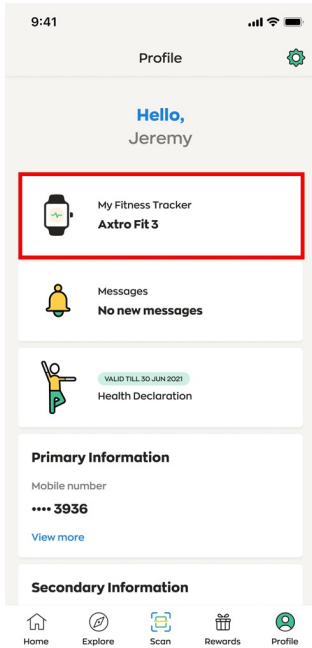 9:41
Profile
Hello,
Jeremy
My Fitness Tracker
Axtro Fit 3
Messages
No new messages
VALID TILL 30 JUN 2021
Health Declaration
Primary Information
Mobile number
•••• 3936
View more
Secondary Information
Home Explore Scan Rewards Profile